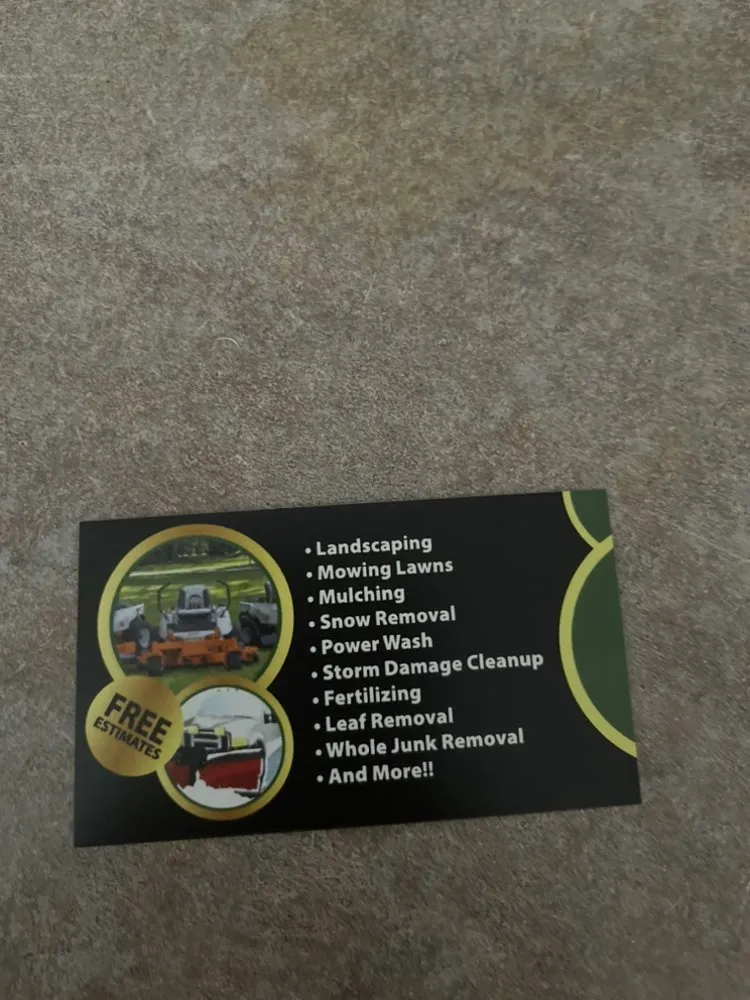 • Landscaping
• Mowing Lawns
• Mulching
• Snow Removal
• Power Wash
• Storm Damage Cleanup
• Fertilizing
• Leaf Removal
• Whole Junk Removal
• And More!!
FREE
ESTIMATES